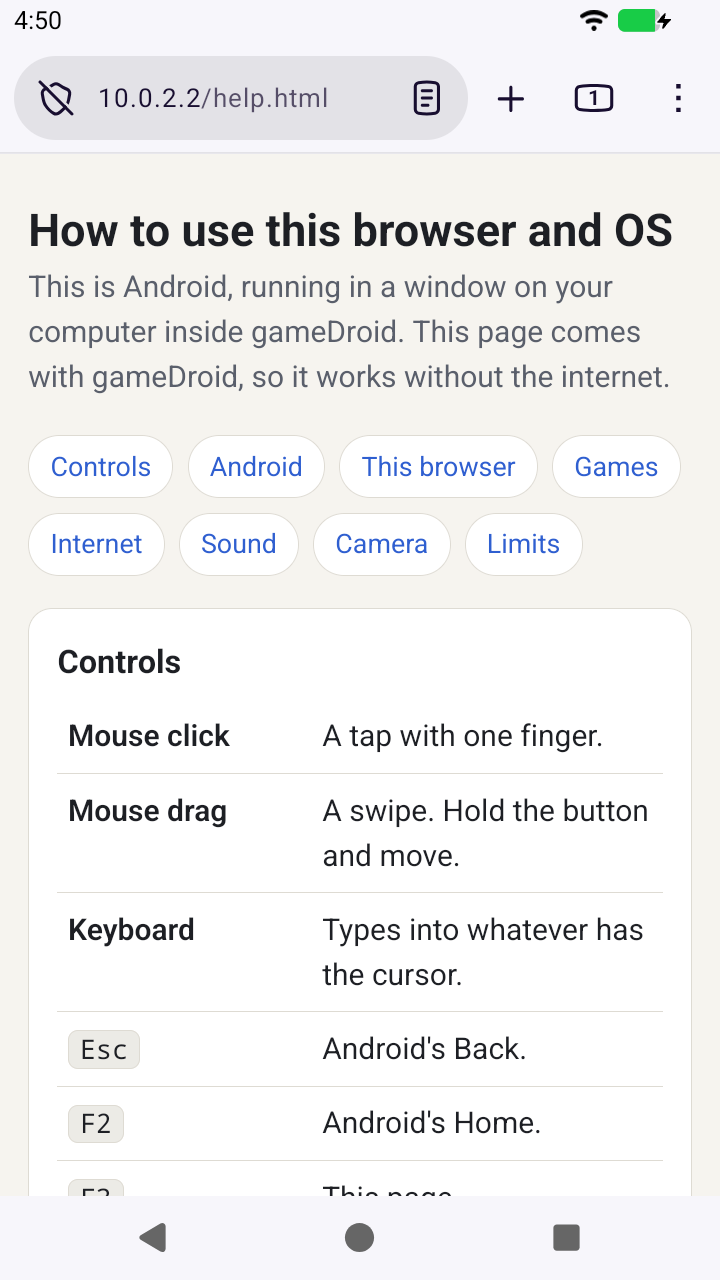 4:50
10.0.2.2/help.html
1
How to use this browser and OS
This is Android, running in a window on your
computer inside gameDroid. This page comes
with gameDroid, so it works without the internet.
Controls
Android
This browser
Games
Internet
Sound
Camera
Limits
Controls
Mouse click
A tap with one finger.
Mouse drag
A swipe. Hold the button
and move.
Keyboard
Types into whatever has
the cursor.
Esc
Android's Back.
F2
Android's Home.
F3
This page.